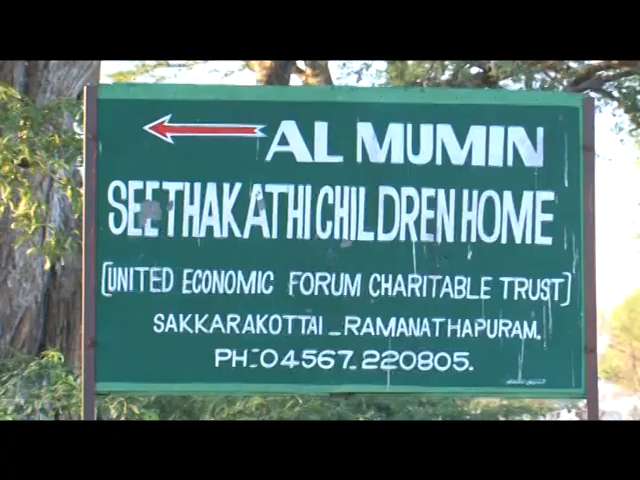 AL MUMIN
SEETHAKATHI CHILDREN HOME
[UNITED ECONOMIC FORUM CHARITABLE TRUST]
SAKKARAKOTTAI _ RAMANATHAPURAM.
PH:04567.220805.